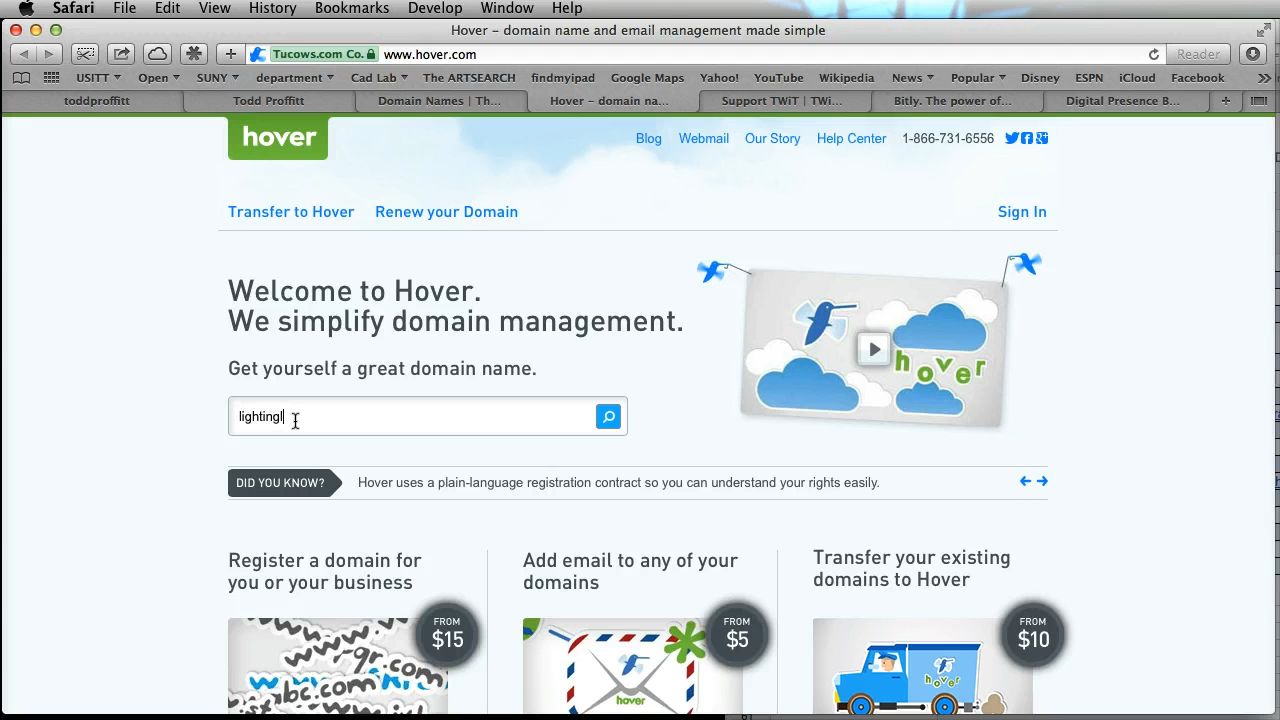 Safari File Edit View History Bookmarks Develop Window Help
Hover – domain name and email management made simple
Tucows.com Co. www.hover.com Reader
USITT Open SUNY department Cad Lab The ARTSEARCH findmyipad Google Maps Yahoo! YouTube Wikipedia News Popular Disney ESPN iCloud Facebook
toddproffitt Todd Proffitt Domain Names | Th... Hover – domain na... Support TWiT | TWi... Bitly. The power of... Digital Presence B...
hover
Blog Webmail Our Story Help Center 1-866-731-6556
Transfer to Hover Renew your Domain Sign In
Welcome to Hover.
We simplify domain management.
Get yourself a great domain name.
lightingl
hover
DID YOU KNOW? Hover uses a plain-language registration contract so you can understand your rights easily.
Register a domain for
you or your business
FROM
$15
ww-gr.com
abc.com
Add email to any of your
domains
FROM
$5
hover
Transfer your existing
domains to Hover
FROM
$10
hover